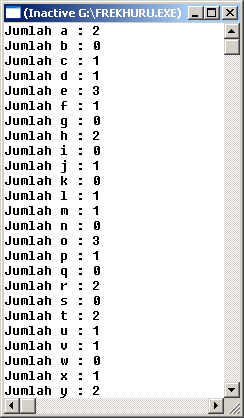 (Inactive G:\FREKHURU.EXE)
Jumlah a : 2
Jumlah b : 0
Jumlah c : 1
Jumlah d : 1
Jumlah e : 3
Jumlah f : 1
Jumlah g : 0
Jumlah h : 2
Jumlah i : 0
Jumlah j : 1
Jumlah k : 0
Jumlah l : 1
Jumlah m : 1
Jumlah n : 0
Jumlah o : 3
Jumlah p : 1
Jumlah q : 0
Jumlah r : 2
Jumlah s : 0
Jumlah t : 2
Jumlah u : 1
Jumlah v : 1
Jumlah w : 0
Jumlah x : 1
Jumlah y : 2